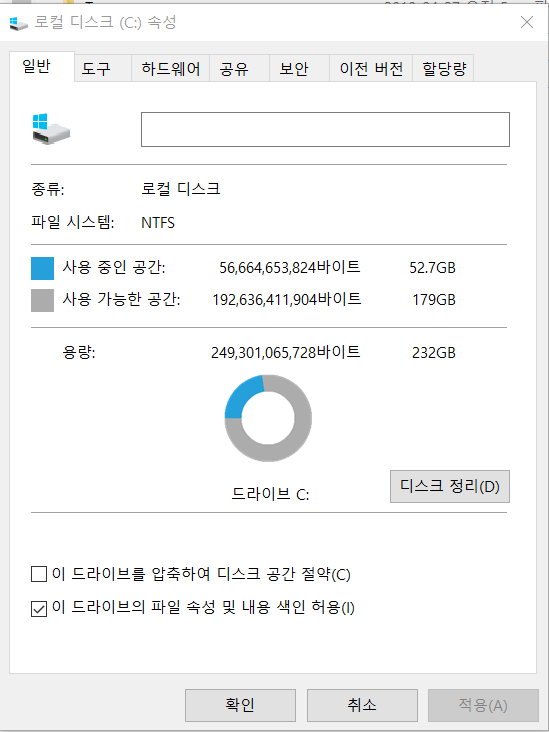 로컬 디스크 (C:) 속성
일반 도구 하드웨어 공유 보안 이전 버전 할당량
종류: 로컬 디스크
파일 시스템: NTFS
사용 중인 공간: 56,664,653,824바이트 52.7GB
사용 가능한 공간: 192,636,411,904바이트 179GB
용량: 249,301,065,728바이트 232GB
드라이브 C:
디스크 정리(D)
이 드라이브를 압축하여 디스크 공간 절약(C)
이 드라이브의 파일 속성 및 내용 색인 허용(I)
확인 취소 적용(A)